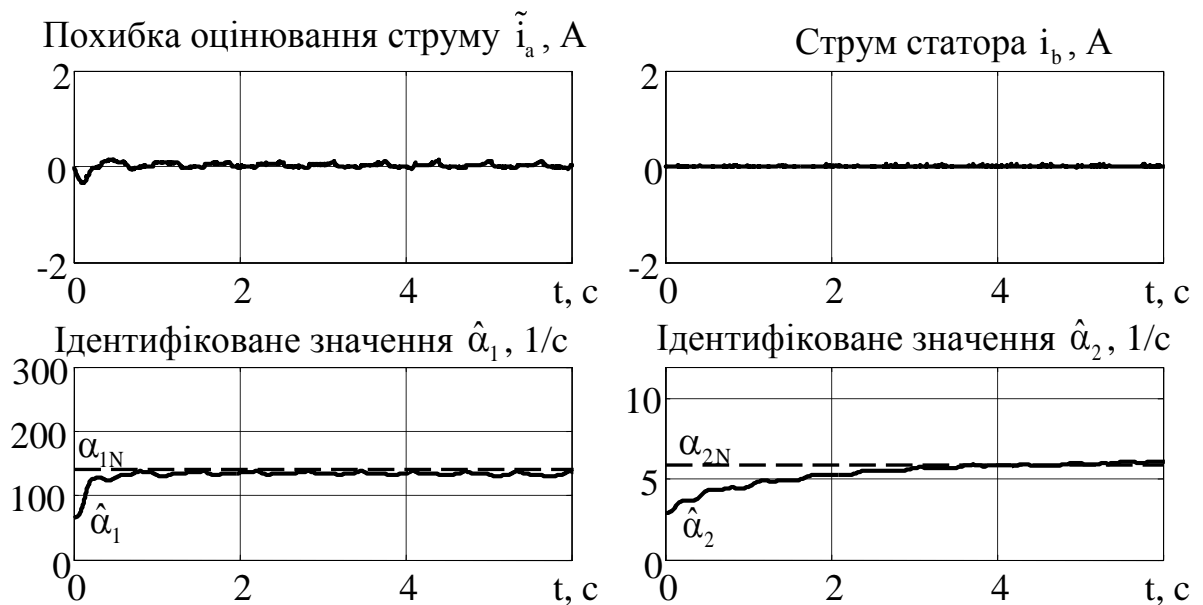 Похибка оцінювання струму ĩₐ, А
2
0
-2
0 2 4 t, с
Струм статора i_b, А
2
0
-2
0 2 4 t, с
Ідентифіковане значення α̂₁, 1/с
300
200
α₁N
100
α̂₁
0
0 2 4 t, с
Ідентифіковане значення α̂₂, 1/с
10
α₂N
5
α̂₂
0
0 2 4 t, с